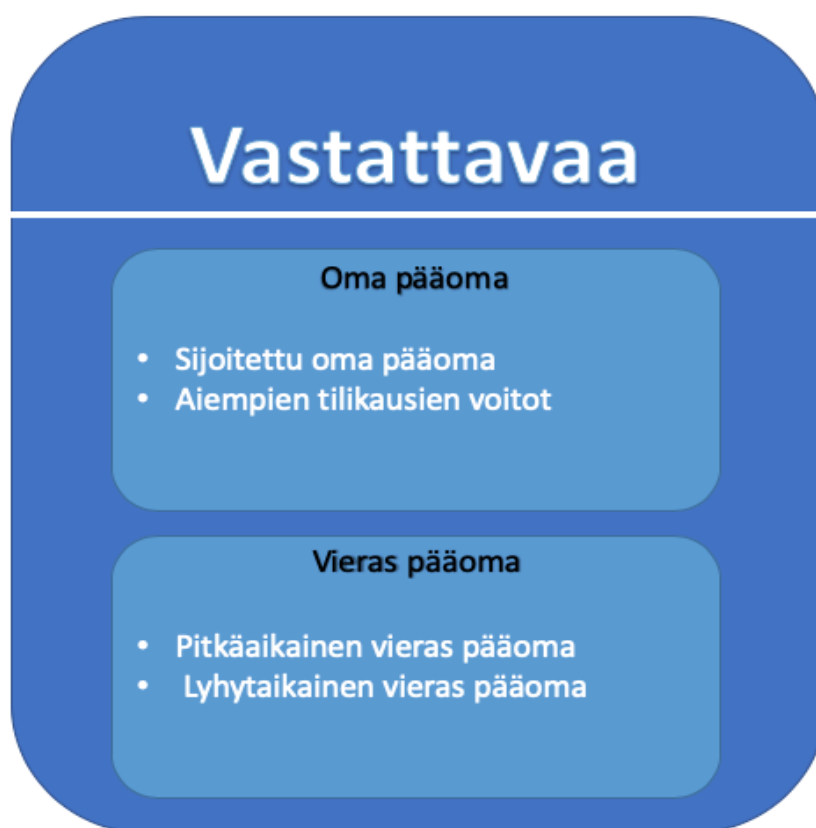 Vastattavaa
Oma pääoma
• Sijoitettu oma pääoma
• Aiempien tilikausien voitot
Vieras pääoma
• Pitkäaikainen vieras pääoma
• Lyhytaikainen vieras pääoma